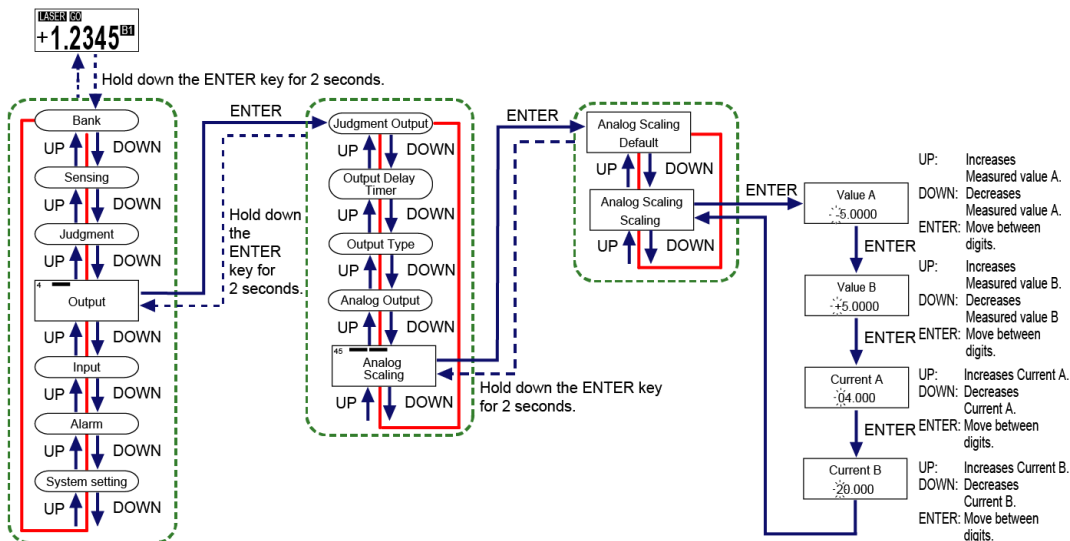 LASER GO
+1.2345 B1
Hold down the ENTER key for 2 seconds.
Bank
UP DOWN
Sensing
UP DOWN
Judgment
UP DOWN
4
Output
UP DOWN
Input
UP DOWN
Alarm
UP DOWN
System setting
UP DOWN
ENTER
Hold down
the
ENTER
key for
2 seconds.
Judgment Output
UP DOWN
Output Delay
Timer
UP DOWN
Output Type
UP DOWN
Analog Output
UP DOWN
45
Analog
Scaling
UP DOWN
ENTER
Hold down the ENTER key
for 2 seconds.
Analog Scaling
Default
UP DOWN
Analog Scaling
Scaling
UP DOWN
ENTER
Value A
-5.0000
ENTER
Value B
+5.0000
ENTER
Current A
04.000
ENTER
Current B
20.000
UP: Increases
Measured value A.
DOWN: Decreases
Measured value A.
ENTER: Move between
digits.
UP: Increases
Measured value B.
DOWN: Decreases
Measured value B
ENTER: Move between
digits.
UP: Increases Current A.
DOWN: Decreases
Current A.
ENTER: Move between
digits.
UP: Increases Current B.
DOWN: Decreases
Current B.
ENTER: Move between
digits.